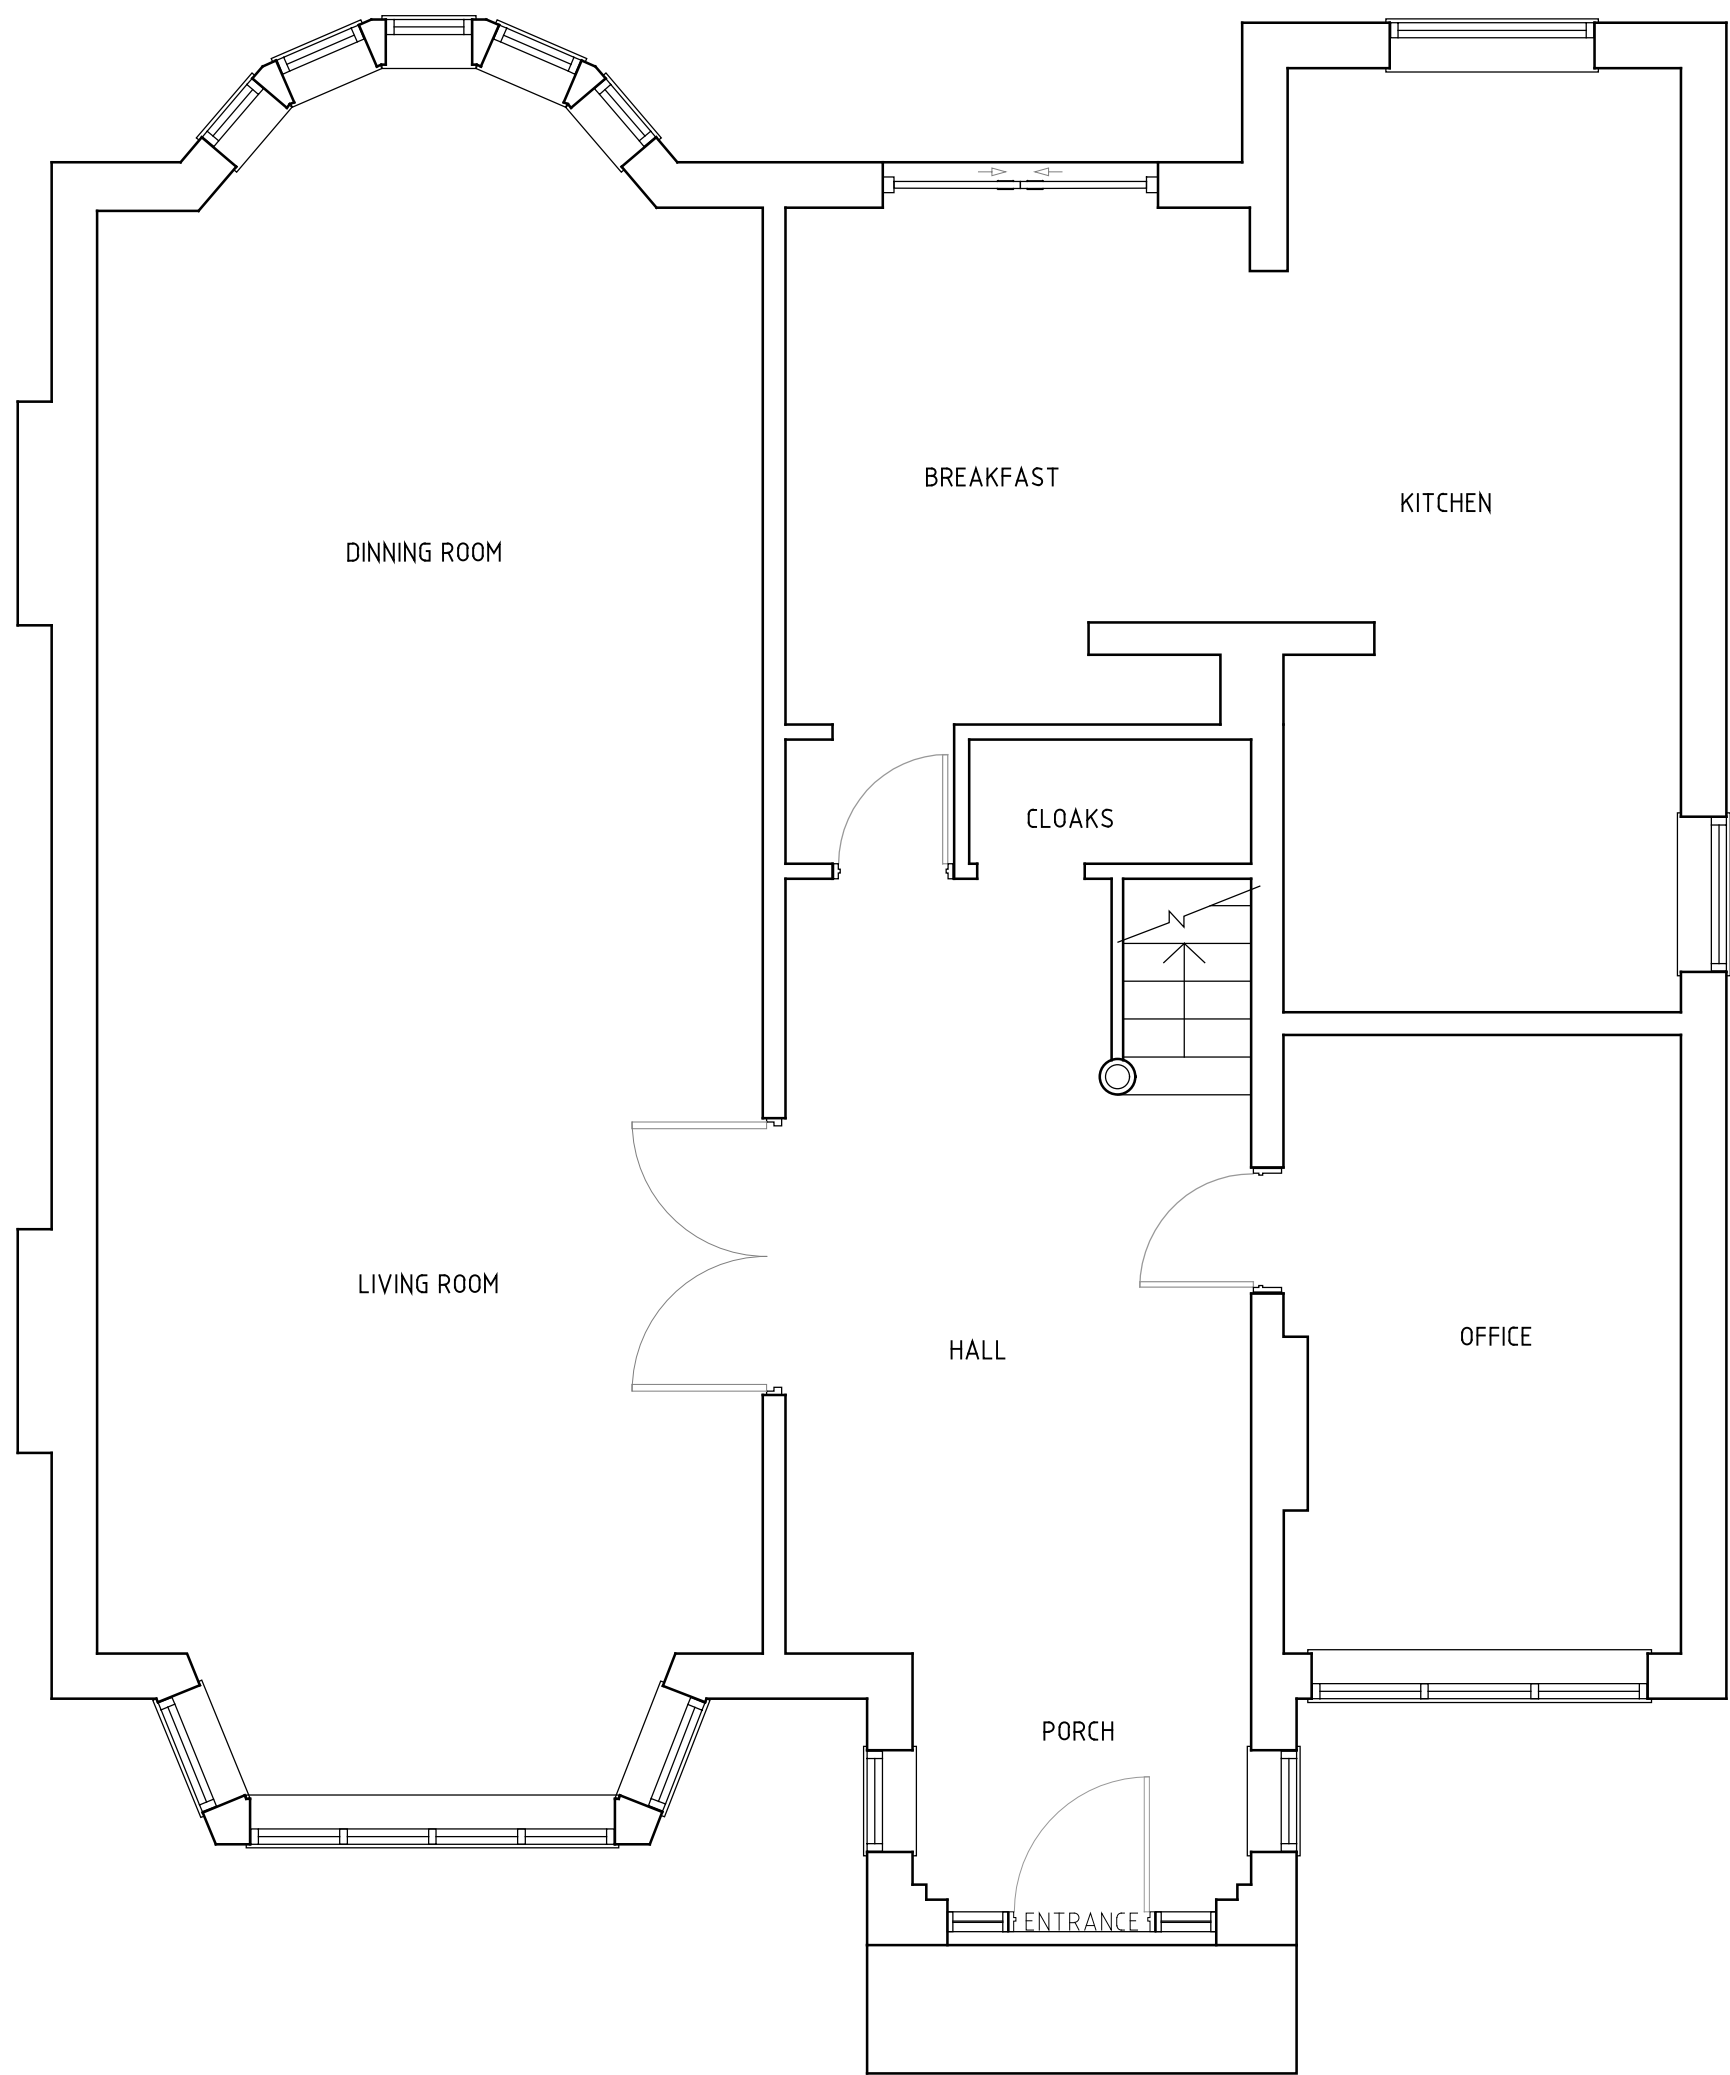 BREAKFAST
KITCHEN
DINNING ROOM
CLOAKS
LIVING ROOM
HALL
OFFICE
PORCH
ENTRANCE